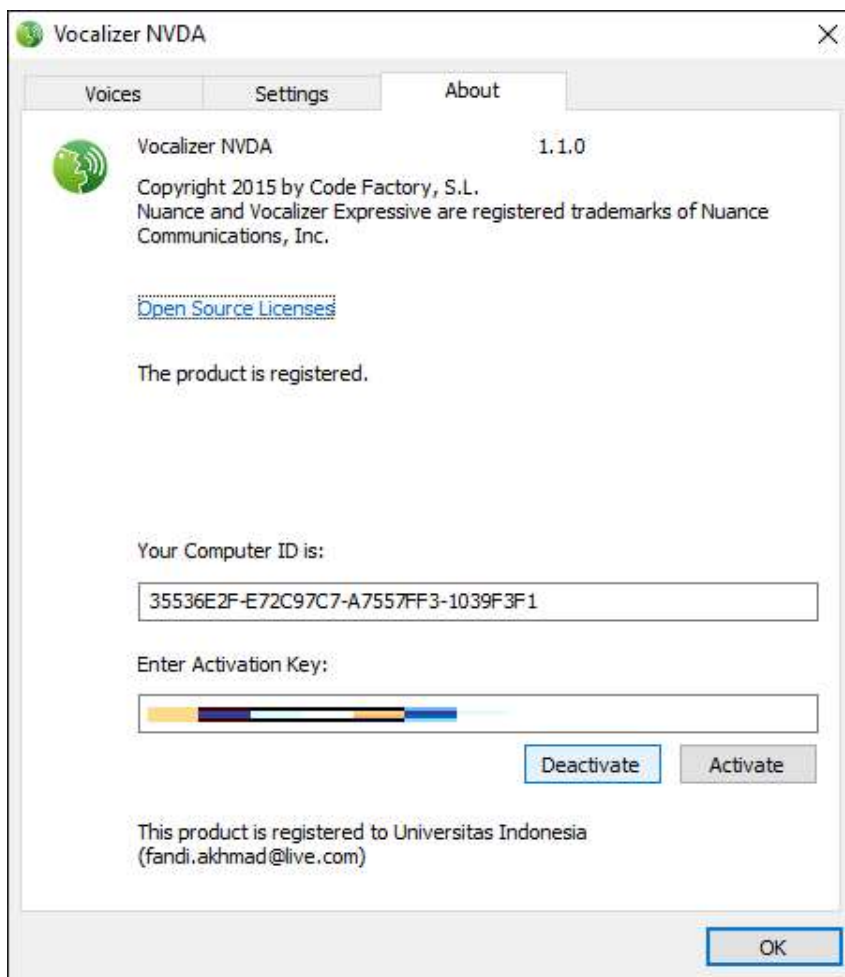 Vocalizer NVDA
Voices
Settings
About
Vocalizer NVDA 1.1.0
Copyright 2015 by Code Factory, S.L.
Nuance and Vocalizer Expressive are registered trademarks of Nuance
Communications, Inc.
Open Source Licenses
The product is registered.
Your Computer ID is:
35536E2F-E72C97C7-A7557FF3-1039F3F1
Enter Activation Key:
Deactivate
Activate
This product is registered to Universitas Indonesia
(fandi.akhmad@live.com)
OK